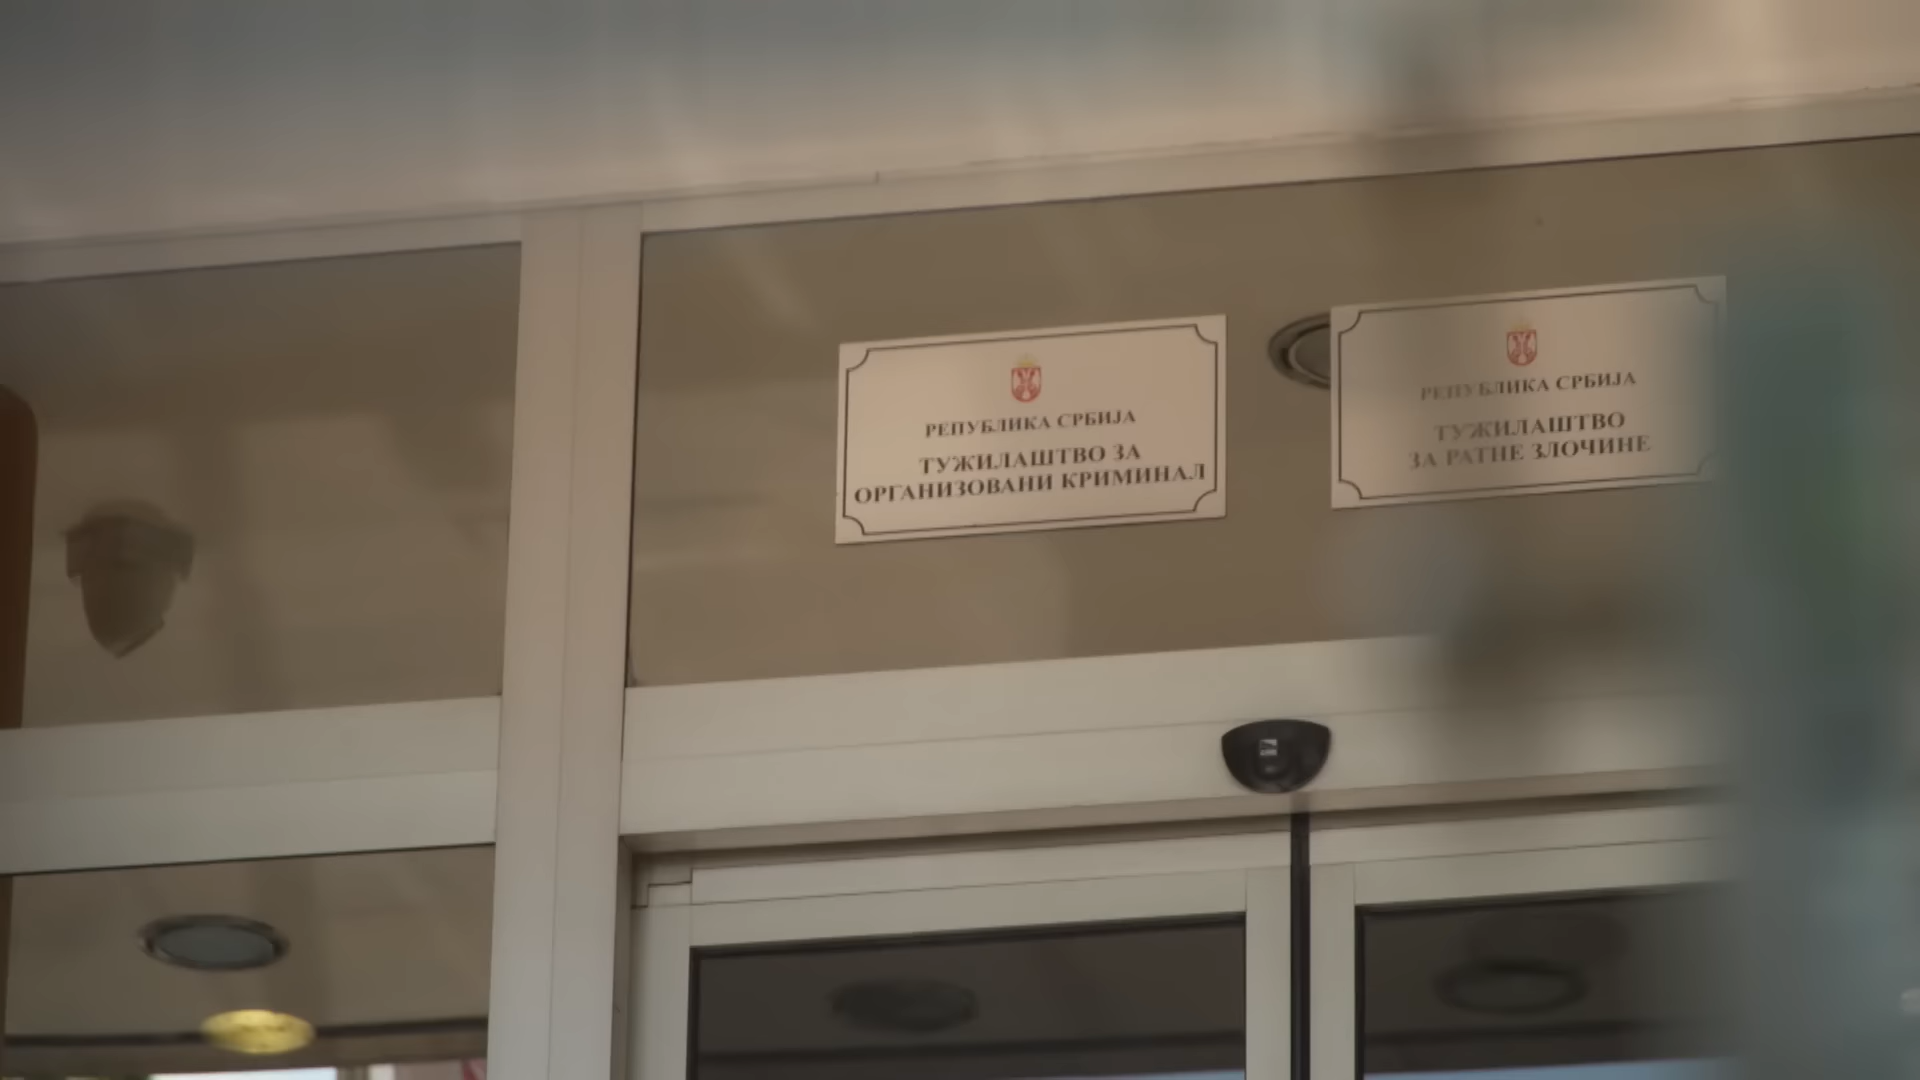 РЕПУБЛИКА СРБИЈА
ТУЖИЛАШТВО ЗА
ОРГАНИЗОВАНИ КРИМИНАЛ
РЕПУБЛИКА СРБИЈА
ТУЖИЛАШТВО
ЗА РАТНЕ ЗЛОЧИНЕ